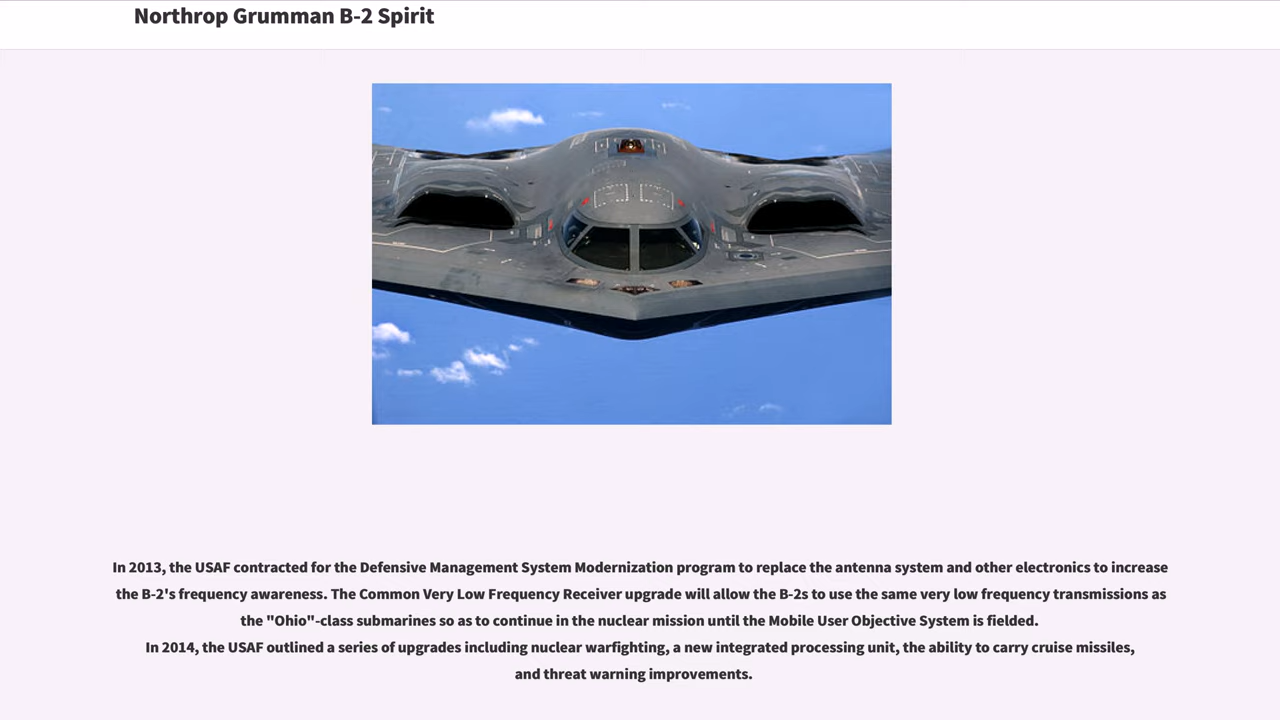 Northrop Grumman B-2 Spirit
In 2013, the USAF contracted for the Defensive Management System Modernization program to replace the antenna system and other electronics to increase
the B-2's frequency awareness. The Common Very Low Frequency Receiver upgrade will allow the B-2s to use the same very low frequency transmissions as
the "Ohio"-class submarines so as to continue in the nuclear mission until the Mobile User Objective System is fielded.
In 2014, the USAF outlined a series of upgrades including nuclear warfighting, a new integrated processing unit, the ability to carry cruise missiles,
and threat warning improvements.